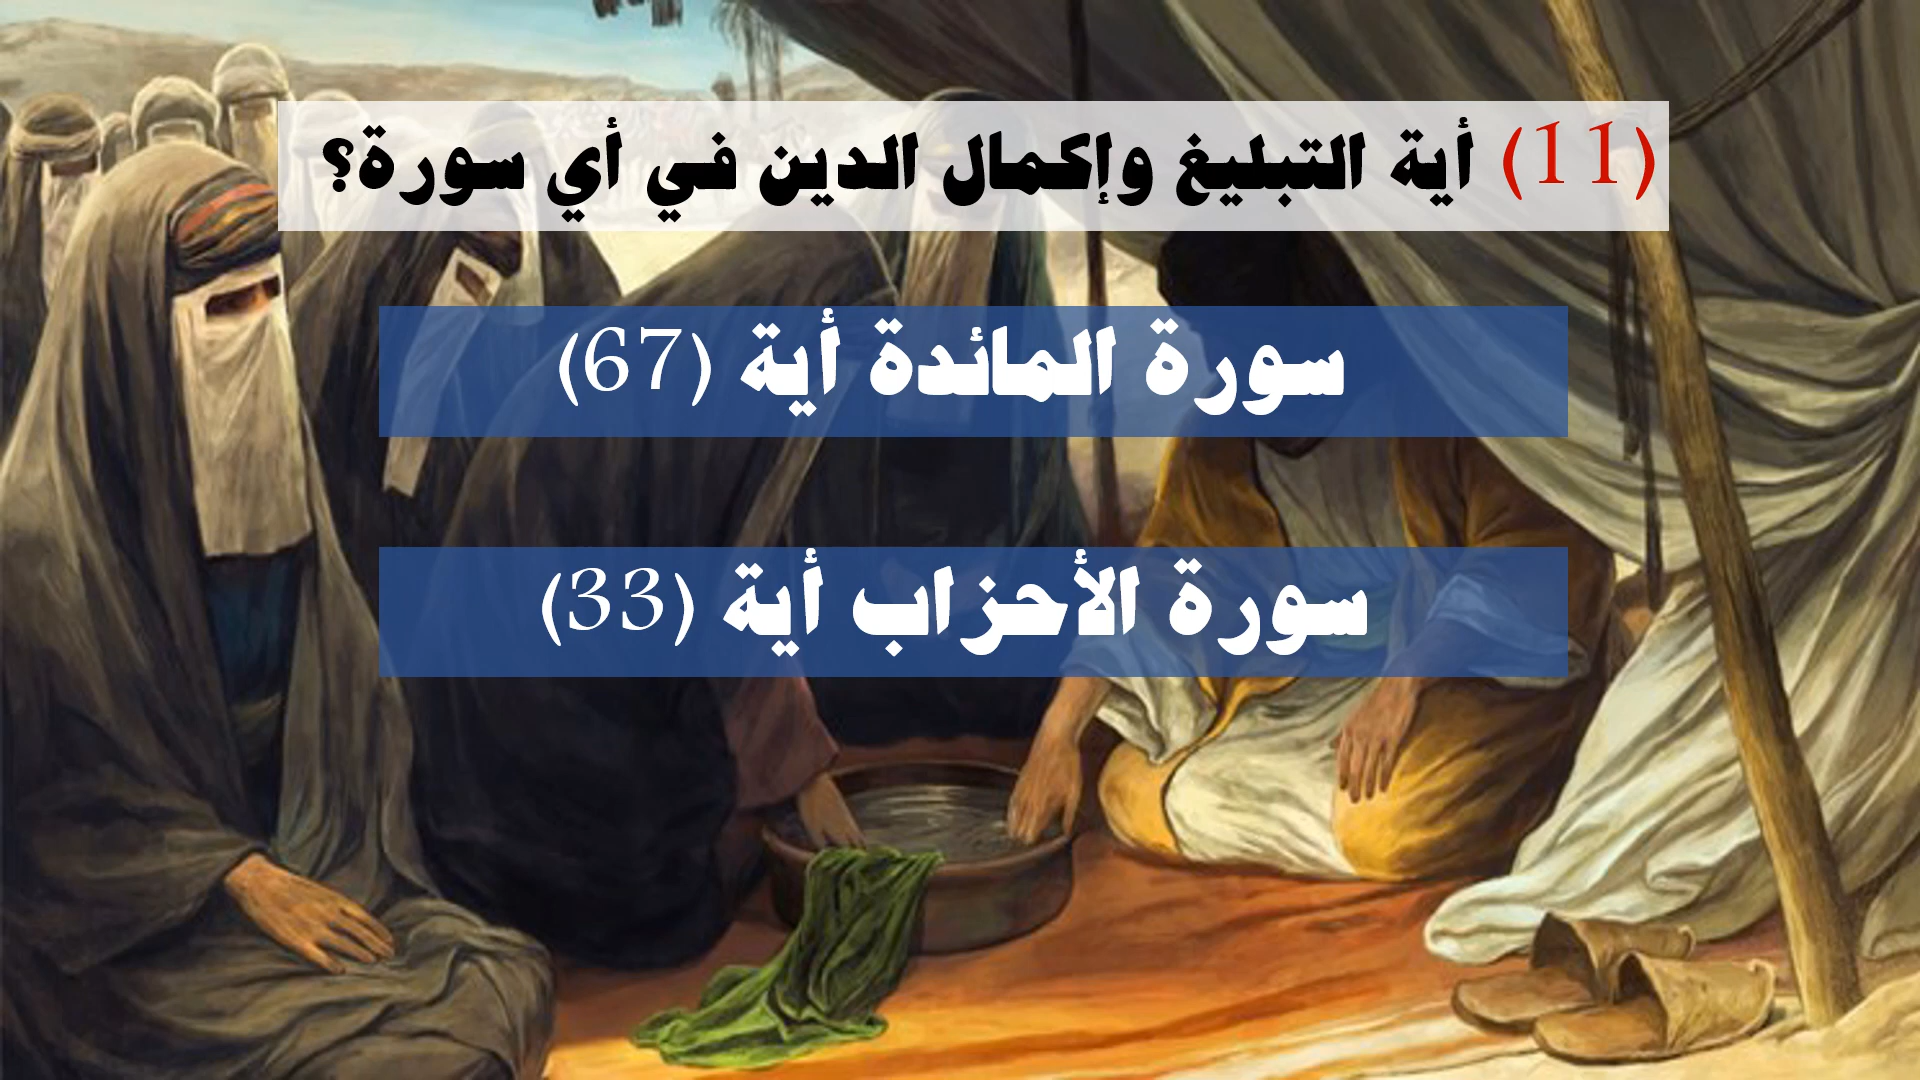 (11) أية التبليغ وإكمال الدين في أي سورة؟
سورة المائدة أية (67)
سورة الأحزاب أية (33)